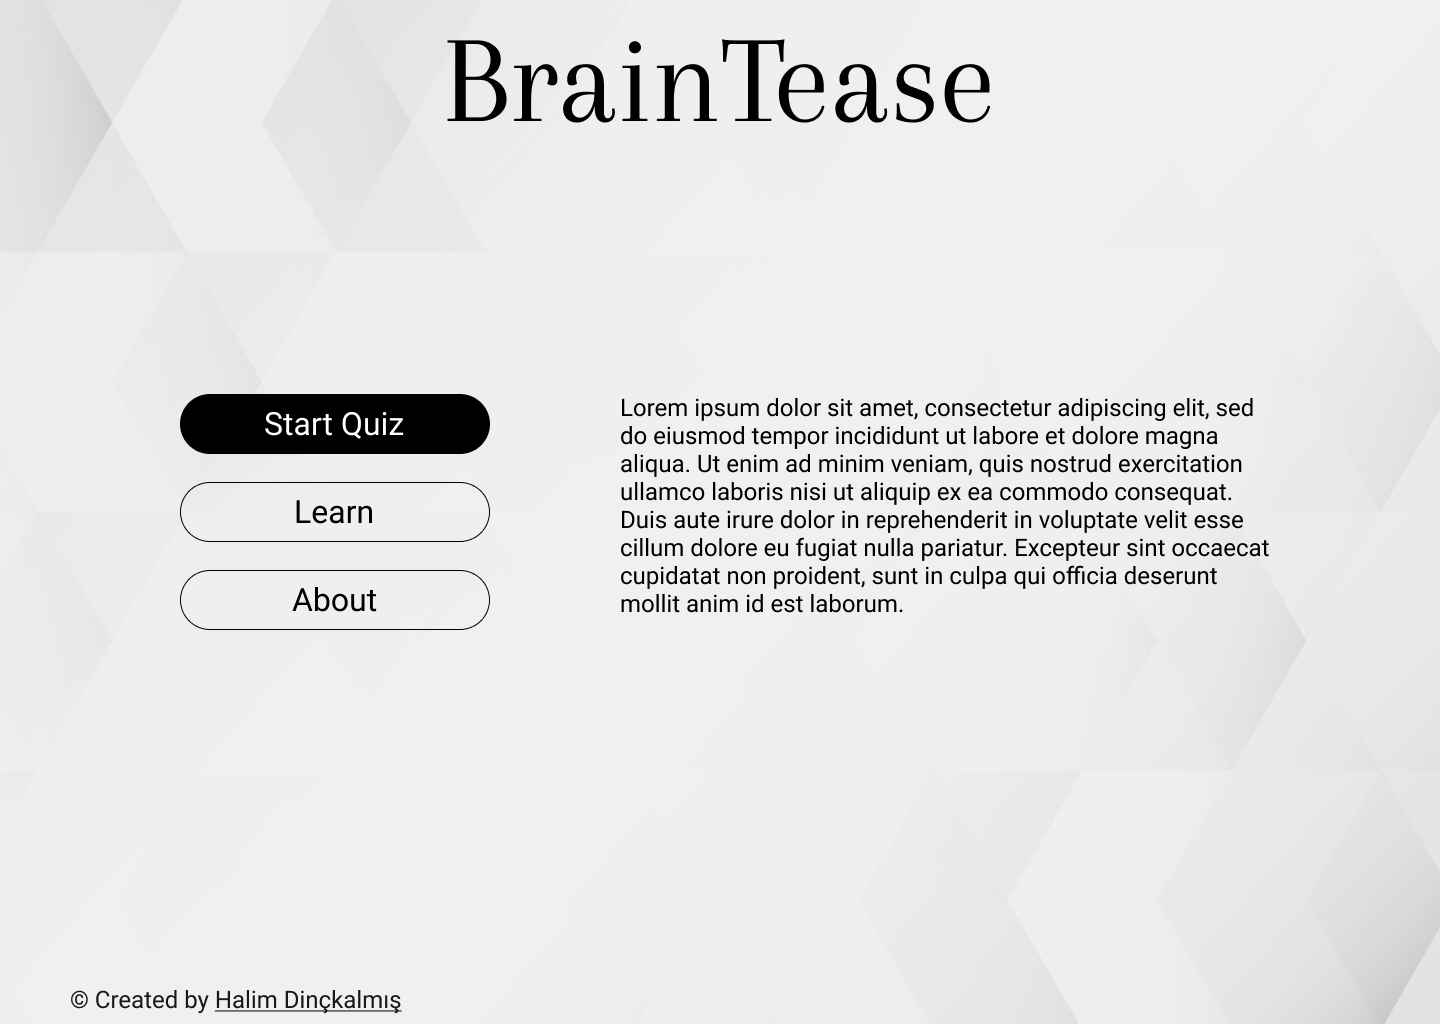 BrainTease
Start Quiz
Learn
About
Lorem ipsum dolor sit amet, consectetur adipiscing elit, sed
do eiusmod tempor incididunt ut labore et dolore magna
aliqua. Ut enim ad minim veniam, quis nostrud exercitation
ullamco laboris nisi ut aliquip ex ea commodo consequat.
Duis aute irure dolor in reprehenderit in voluptate velit esse
cillum dolore eu fugiat nulla pariatur. Excepteur sint occaecat
cupidatat non proident, sunt in culpa qui officia deserunt
mollit anim id est laborum.
© Created by Halim Dinçkalmış